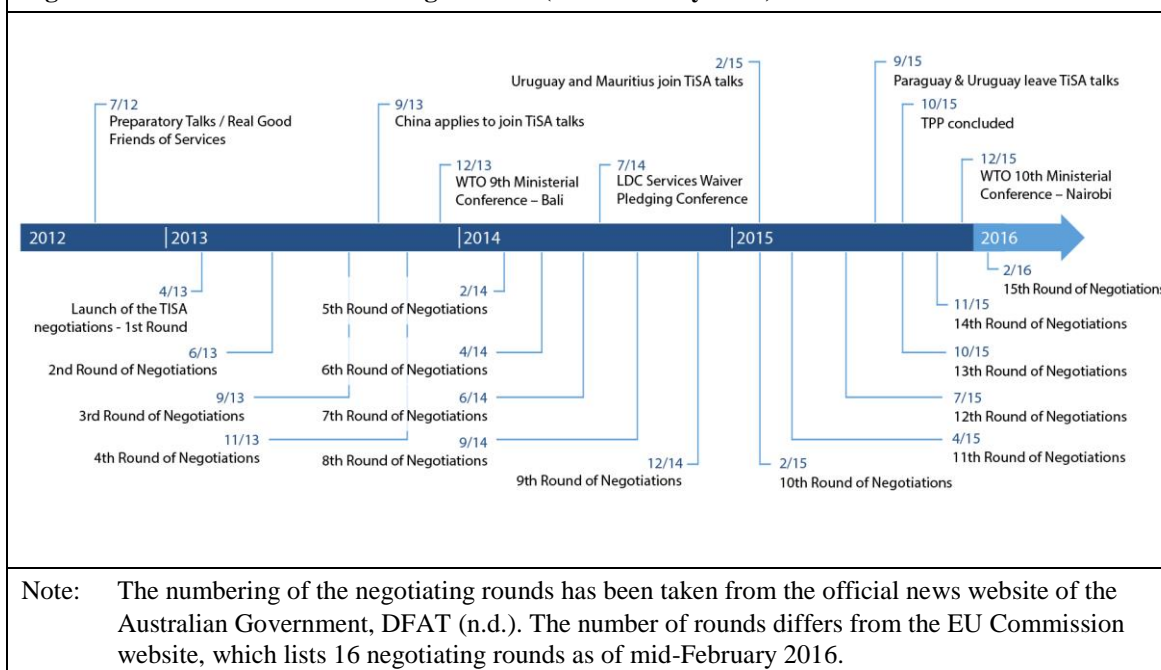 2/15
Uruguay and Mauritius join TiSA talks
9/15
Paraguay & Uruguay leave TiSA talks
7/12
Preparatory Talks / Real Good
Friends of Services
9/13
China applies to join TiSA talks
10/15
TPP concluded
12/13
WTO 9th Ministerial
Conference – Bali
7/14
LDC Services Waiver
Pledging Conference
12/15
WTO 10th Ministerial
Conference – Nairobi
2012
2013
2014
2015
2016
4/13
Launch of the TISA
negotiations - 1st Round
6/13
2nd Round of Negotiations
9/13
3rd Round of Negotiations
11/13
4th Round of Negotiations
2/14
5th Round of Negotiations
4/14
6th Round of Negotiations
6/14
7th Round of Negotiations
9/14
8th Round of Negotiations
12/14
9th Round of Negotiations
2/15
10th Round of Negotiations
2/16
15th Round of Negotiations
11/15
14th Round of Negotiations
10/15
13th Round of Negotiations
7/15
12th Round of Negotiations
4/15
11th Round of Negotiations
Note: The numbering of the negotiating rounds has been taken from the official news website of the
Australian Government, DFAT (n.d.). The number of rounds differs from the EU Commission
website, which lists 16 negotiating rounds as of mid-February 2016.